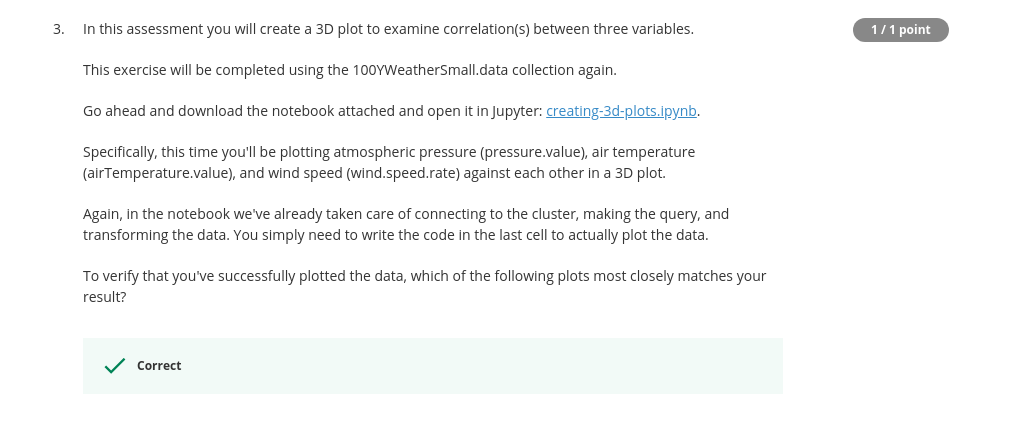 3. In this assessment you will create a 3D plot to examine correlation(s) between three variables.
1 / 1 point
This exercise will be completed using the 100YWeatherSmall.data collection again.
Go ahead and download the notebook attached and open it in Jupyter: creating-3d-plots.ipynb.
Specifically, this time you'll be plotting atmospheric pressure (pressure.value), air temperature
(airTemperature.value), and wind speed (wind.speed.rate) against each other in a 3D plot.
Again, in the notebook we've already taken care of connecting to the cluster, making the query, and
transforming the data. You simply need to write the code in the last cell to actually plot the data.
To verify that you've successfully plotted the data, which of the following plots most closely matches your
result?
Correct